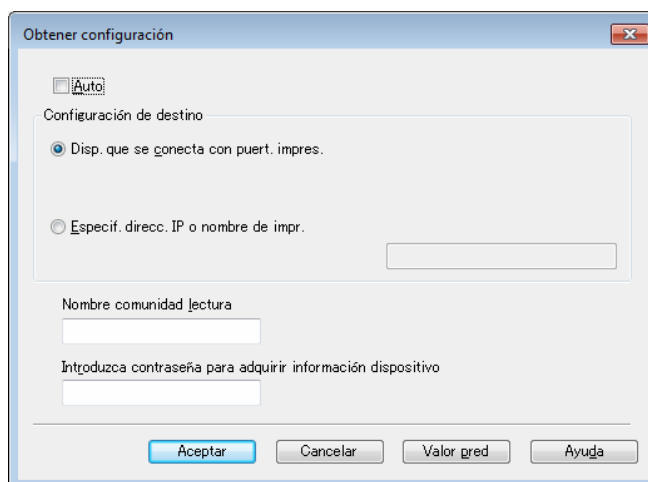 Obtener configuración
Auto
Configuración de destino
Disp. que se conecta con puert. impres.
Especif. direcc. IP o nombre de impr.
Nombre comunidad lectura
Introduzca contraseña para adquirir información dispositivo
Aceptar Cancelar Valor pred Ayuda